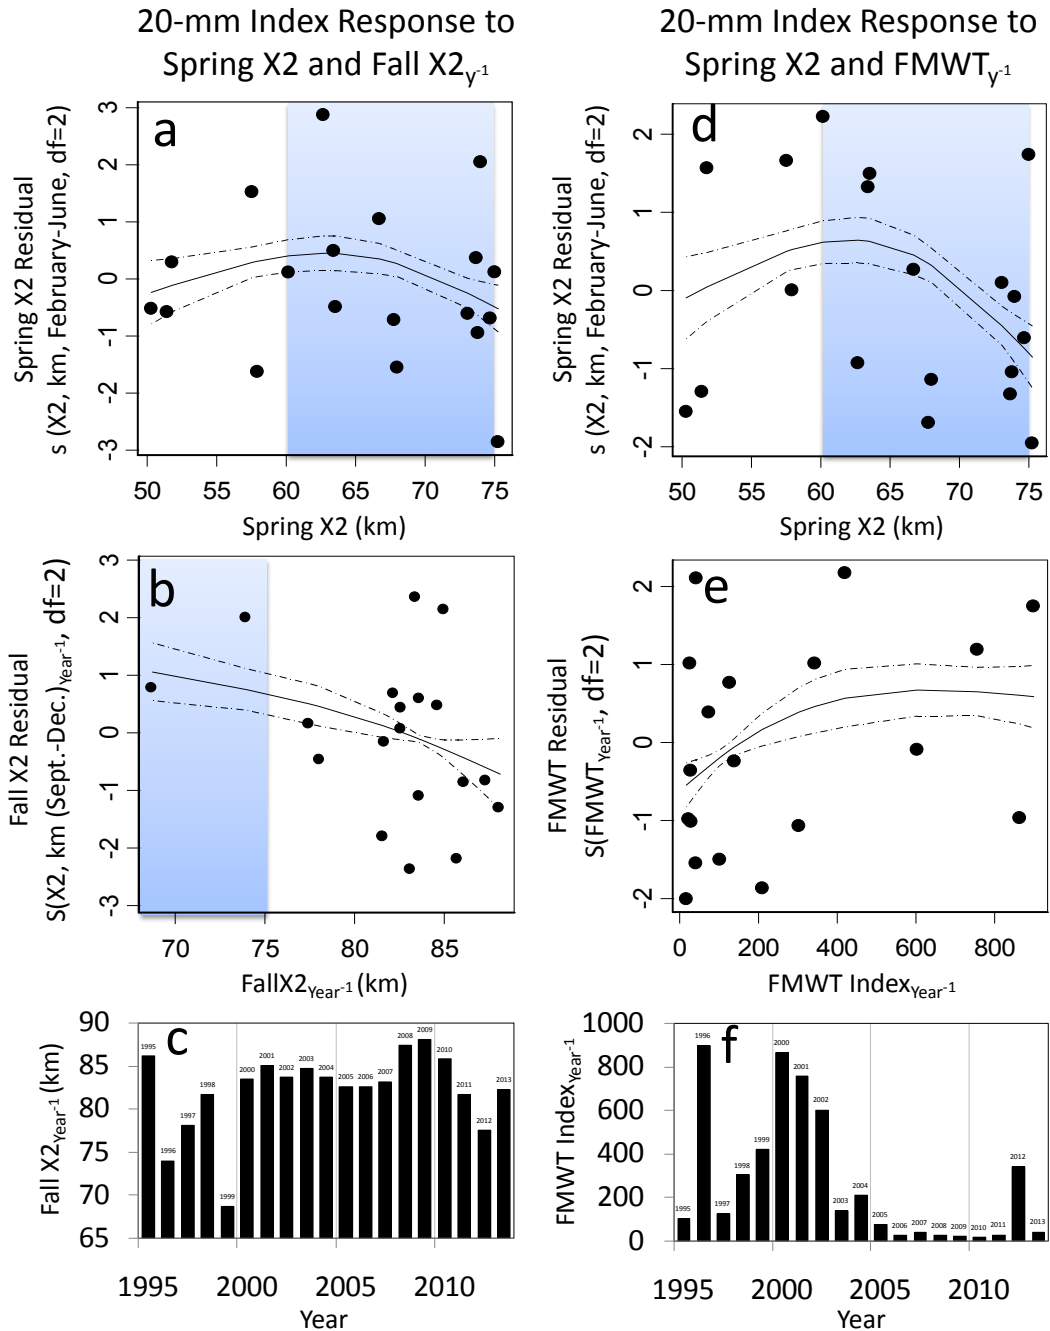 20-mm Index Response to
Spring X2 and Fall X2y-1
20-mm Index Response to
Spring X2 and FMWTy-1
a
Spring X2 Residual
s (X2, km, February-June, df=2)
3
2
1
0
-1
-2
-3
50 55 60 65 70 75
Spring X2 (km)
d
Spring X2 Residual
s (X2, km, February-June, df=2)
2
1
0
-1
-2
50 55 60 65 70 75
Spring X2 (km)
b
Fall X2 Residual
S(X2, km (Sept.-Dec.)Year-1, df=2)
3
2
1
0
-1
-2
-3
70 75 80 85
FallX2Year-1 (km)
e
FMWT Residual
S(FMWTYear-1, df=2)
2
1
0
-1
-2
0 200 400 600 800
FMWT IndexYear-1
c
Fall X2Year-1 (km)
90
85
80
75
70
65
1995 1996 1997 1998 1999 2000 2001 2002 2003 2004 2005 2006 2007 2008 2009 2010 2011 2012 2013
1995 2000 2005 2010
Year
f
FMWT IndexYear-1
1000
800
600
400
200
0
1995 1996 1997 1998 1999 2000 2001 2002 2003 2004 2005 2006 2007 2008 2009 2010 2011 2012 2013
1995 2000 2005 2010
Year